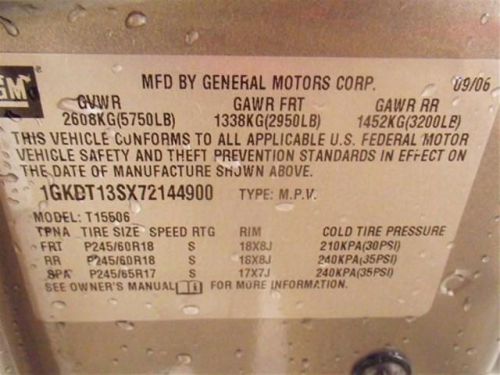 GM
MFD BY GENERAL MOTORS CORP. 09/06
GVWR GAWR FRT GAWR RR
2608KG(5750LB) 1338KG(2950LB) 1452KG(3200LB)
THIS VEHICLE CONFORMS TO ALL APPLICABLE U.S. FEDERAL MOTOR
VEHICLE SAFETY AND THEFT PREVENTION STANDARDS IN EFFECT ON
THE DATE OF MANUFACTURE SHOWN ABOVE.
1GKDT13SX72144900 TYPE: M.P.V.
MODEL: T15506
TPNA TIRE SIZE SPEED RTG RIM COLD TIRE PRESSURE
FRT P245/60R18 S 18X8J 210KPA(30PSI)
RR P245/60R18 S 18X8J 240KPA(35PSI)
SPA P245/65R17 S 17X7J 240KPA(35PSI)
SEE OWNER'S MANUAL FOR MORE INFORMATION.